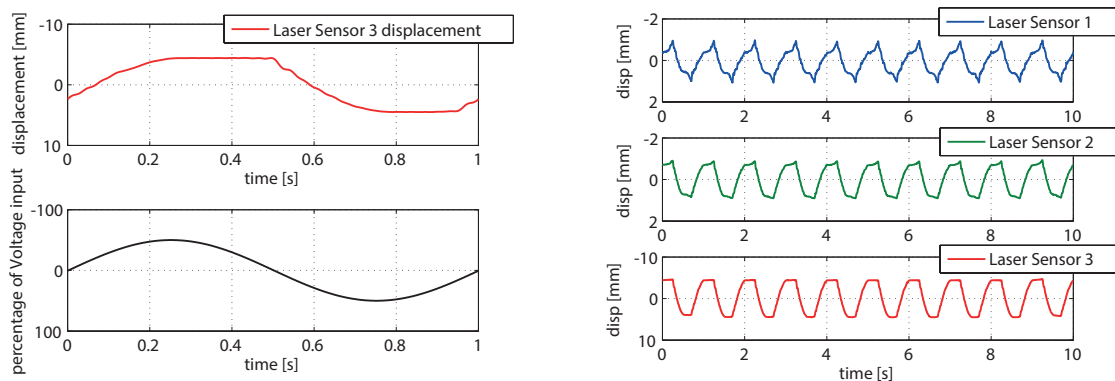 displacement [mm]
-10
0
10
Laser Sensor 3 displacement
0 0.2 0.4 0.6 0.8 1
time [s]
percentage of Voltage input
-100
0
100
0 0.2 0.4 0.6 0.8 1
time [s]
disp [mm]
-2
0
2
Laser Sensor 1
0 2 4 6 8 10
disp [mm]
-2
0
2
Laser Sensor 2
0 2 4 6 8 10
disp [mm]
-10
0
10
Laser Sensor 3
0 2 4 6 8 10
time [s]